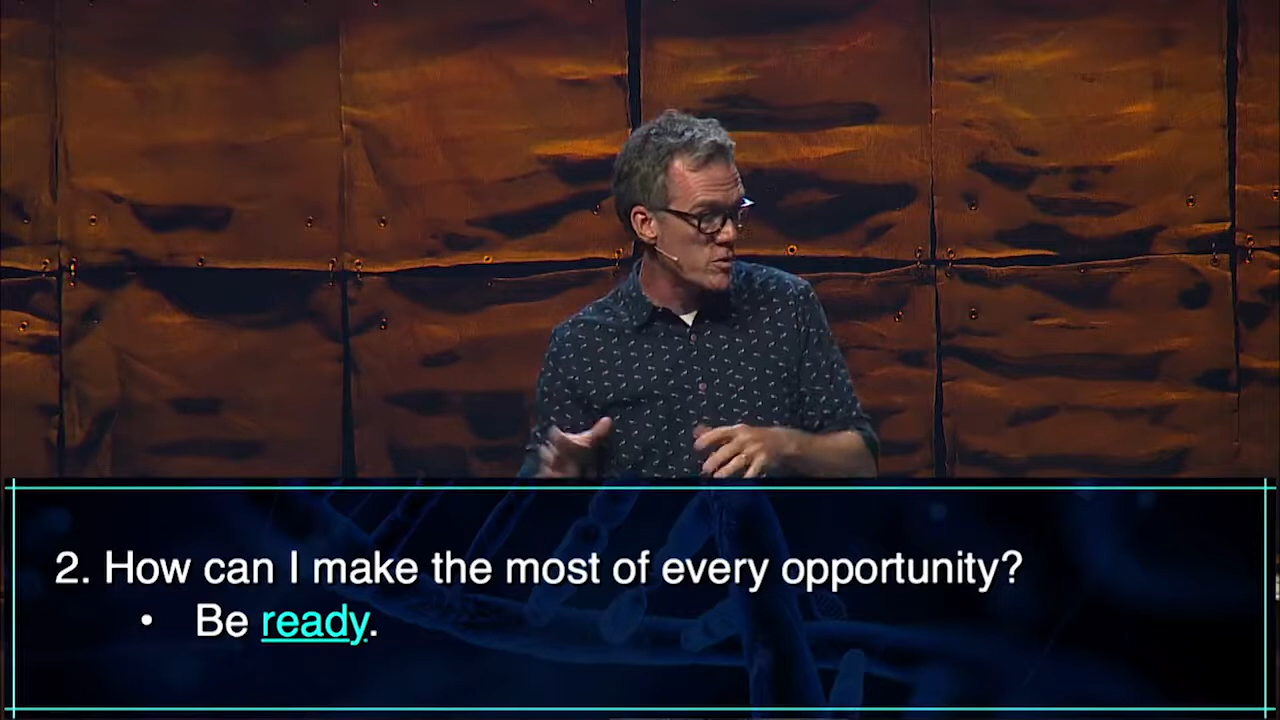 2. How can I make the most of every opportunity?
• Be ready.